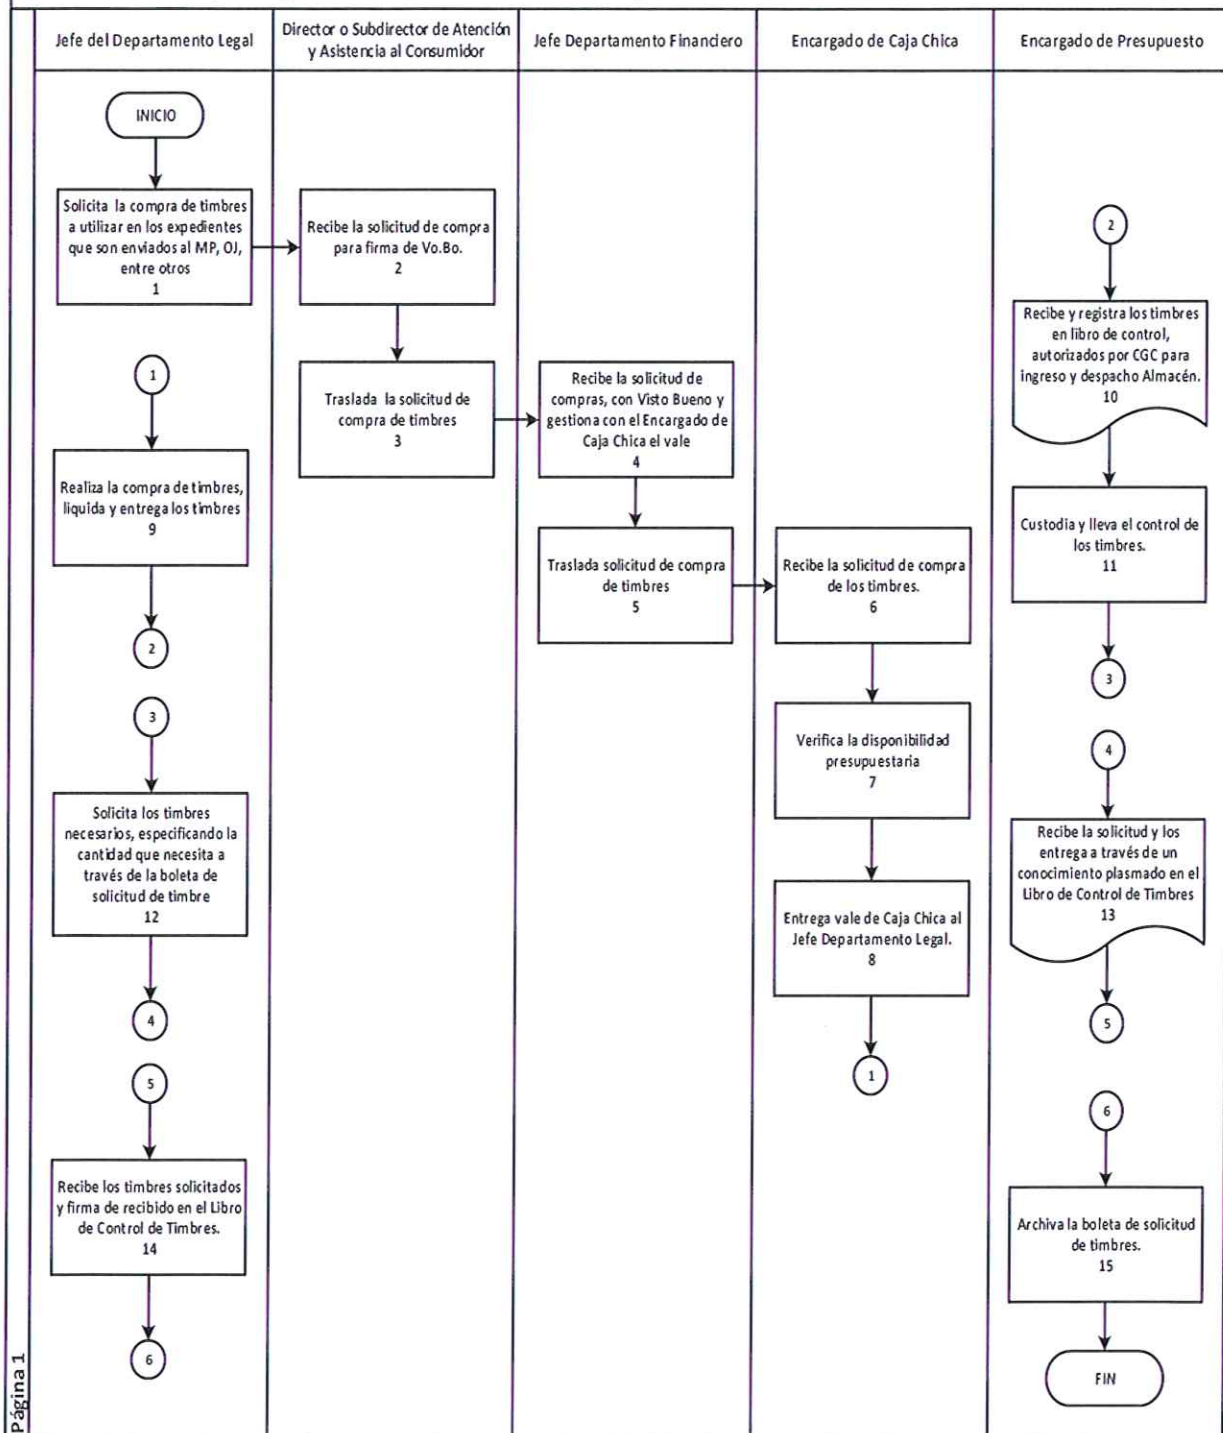 Jefe del Departamento Legal
Director o Subdirector de Atención
y Asistencia al Consumidor
Jefe Departamento Financiero
Encargado de Caja Chica
Encargado de Presupuesto
INICIO
Solicita la compra de timbres
a utilizar en los expedientes
que son enviados al MP, OJ,
entre otros
1
1
Realiza la compra de timbres,
liquida y entrega los timbres
9
2
3
Solicita los timbres
necesarios, especificando la
cantidad que necesita a
través de la boleta de
solicitud de timbre
12
4
5
Recibe los timbres solicitados
y firma de recibido en el Libro
de Control de Timbres.
14
6
Recibe la solicitud de compra
para firma de Vo.Bo.
2
Traslada la solicitud de
compra de timbres
3
Recibe la solicitud de
compras, con Visto Bueno y
gestiona con el Encargado de
Caja Chica el vale
4
Traslada solicitud de compra
de timbres
5
Recibe la solicitud de compra
de los timbres.
6
Verifica la disponibilidad
presupuestaria
7
Entrega vale de Caja Chica al
Jefe Departamento Legal.
8
1
2
Recibe y registra los timbres
en libro de control,
autorizados por CGC para
ingreso y despacho Almacén.
10
Custodia y lleva el control de
los timbres.
11
3
4
Recibe la solicitud y los
entrega a través de un
conocimiento plasmado en el
Libro de Control de Timbres
13
5
6
Archiva la boleta de solicitud
de timbres.
15
FIN
Página 1